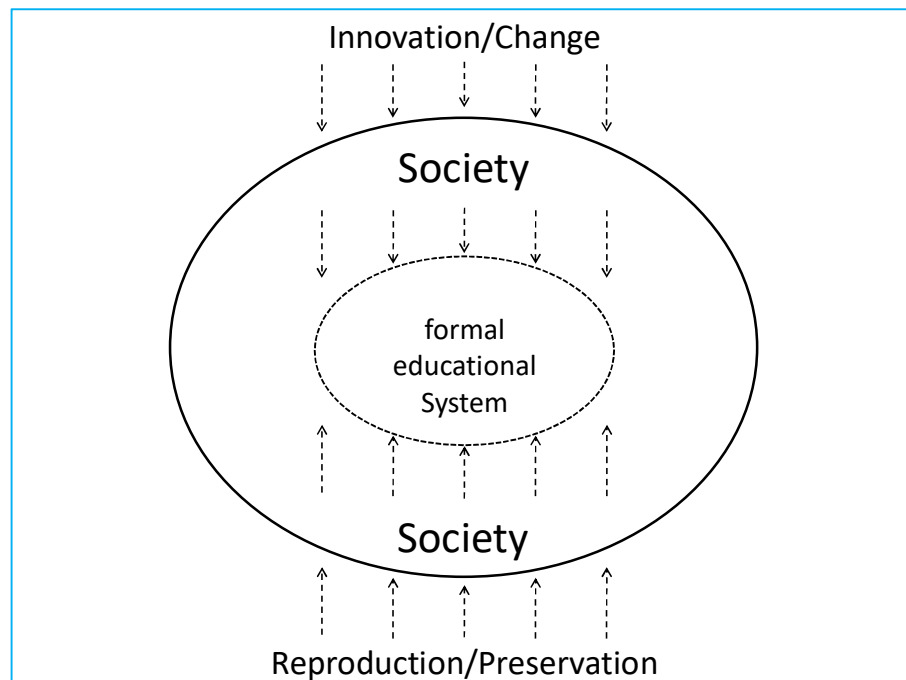 Innovation/Change
Society
formal
educational
System
Society
Reproduction/Preservation